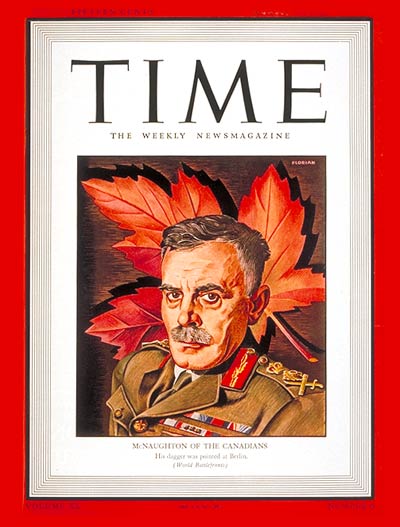 TIME
THE WEEKLY NEWSMAGAZINE
FLORIAN
McNAUGHTON OF THE CANADIANS
His dagger was pointed at Berlin.
(World Battlefronts)